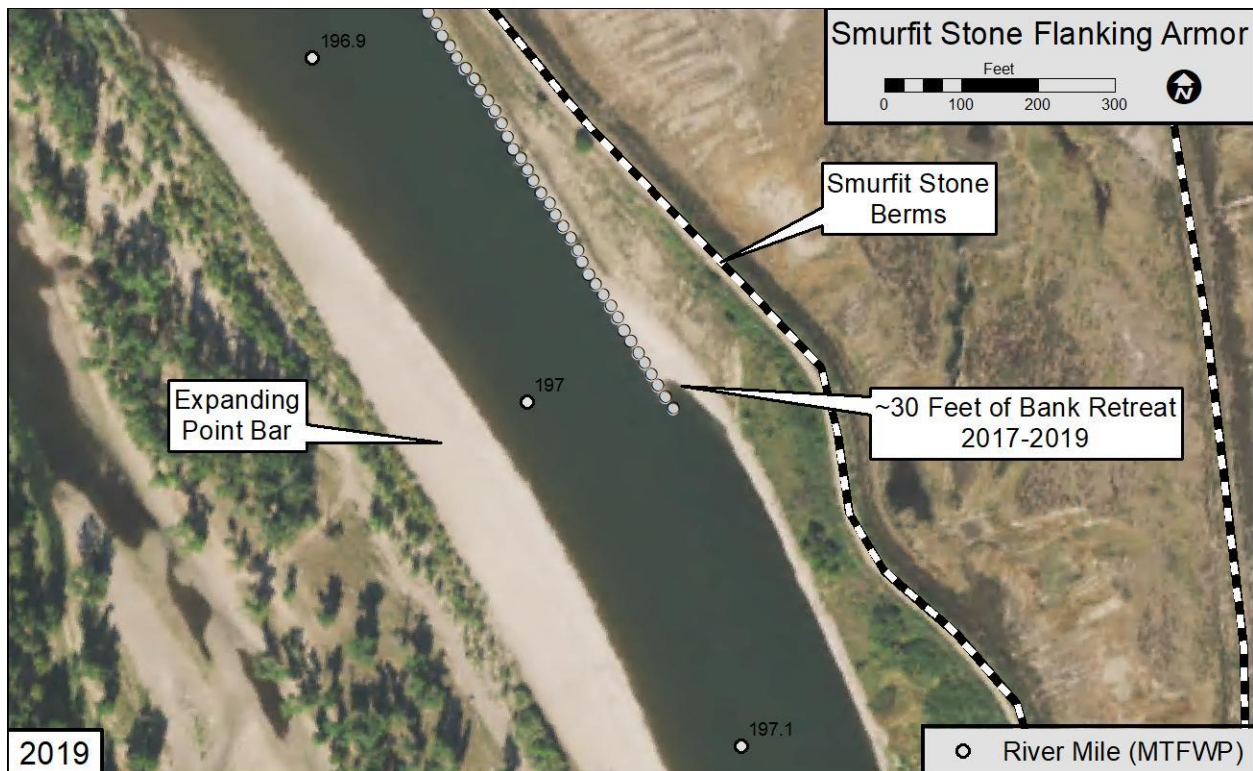 Smurfit Stone Flanking Armor
Feet
0 100 200 300
N
196.9
Smurfit Stone
Berms
197
Expanding
Point Bar
~30 Feet of Bank Retreat
2017-2019
197.1
2019
River Mile (MTFWP)